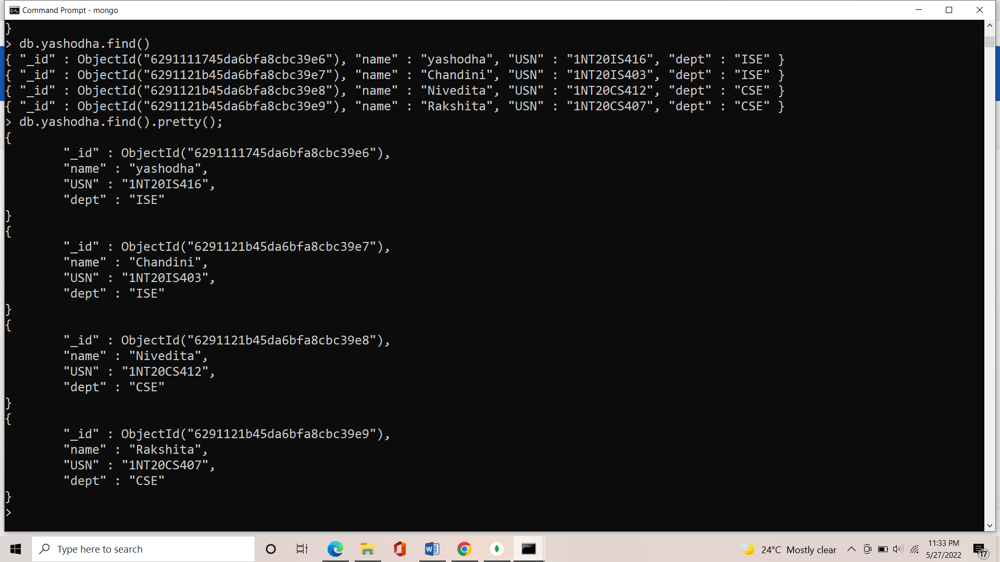 Command Prompt - mongo
}
> db.yashodha.find()
{ "_id" : ObjectId("6291111745da6bfa8cbc39e6"), "name" : "yashodha", "USN" : "1NT20IS416", "dept" : "ISE" }
{ "_id" : ObjectId("6291121b45da6bfa8cbc39e7"), "name" : "Chandini", "USN" : "1NT20IS403", "dept" : "ISE" }
{ "_id" : ObjectId("6291121b45da6bfa8cbc39e8"), "name" : "Nivedita", "USN" : "1NT20CS412", "dept" : "CSE" }
{ "_id" : ObjectId("6291121b45da6bfa8cbc39e9"), "name" : "Rakshita", "USN" : "1NT20CS407", "dept" : "CSE" }
> db.yashodha.find().pretty();
{
"_id" : ObjectId("6291111745da6bfa8cbc39e6"),
"name" : "yashodha",
"USN" : "1NT20IS416",
"dept" : "ISE"
}
{
"_id" : ObjectId("6291121b45da6bfa8cbc39e7"),
"name" : "Chandini",
"USN" : "1NT20IS403",
"dept" : "ISE"
}
{
"_id" : ObjectId("6291121b45da6bfa8cbc39e8"),
"name" : "Nivedita",
"USN" : "1NT20CS412",
"dept" : "CSE"
}
{
"_id" : ObjectId("6291121b45da6bfa8cbc39e9"),
"name" : "Rakshita",
"USN" : "1NT20CS407",
"dept" : "CSE"
}
>
Type here to search
24°C Mostly clear
11:33 PM
5/27/2022
17